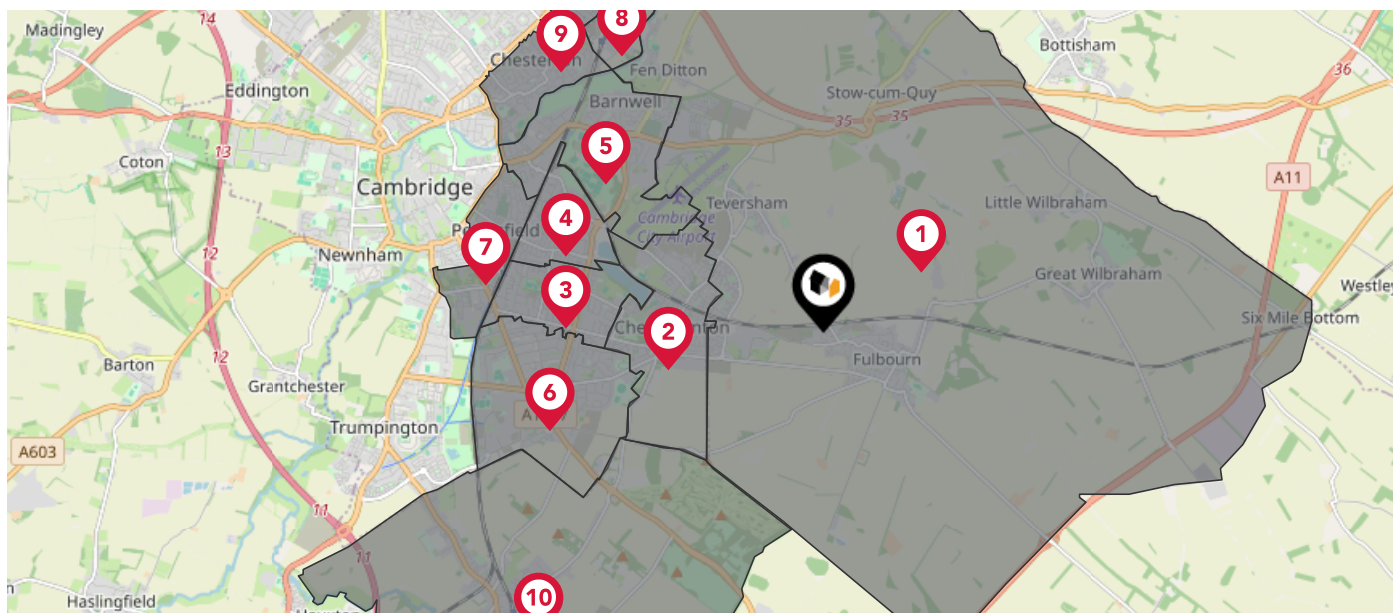 14
9
8
Madingley
Bottisham
Chesterton
Fen Ditton
36
Eddington
Stow-cum-Quy
Barnwell
35
35
13
5
Coton
A11
Cambridge
Teversham
Little Wilbraham
4
Cambridge
City Airport
7
1
12
Newnham
3
Great Wilbraham
Westley
Six Mile Bottom
2
Fulbourn
12
Barton
Grantchester
6
Trumpington
A603
11
11
10
Haslingfield